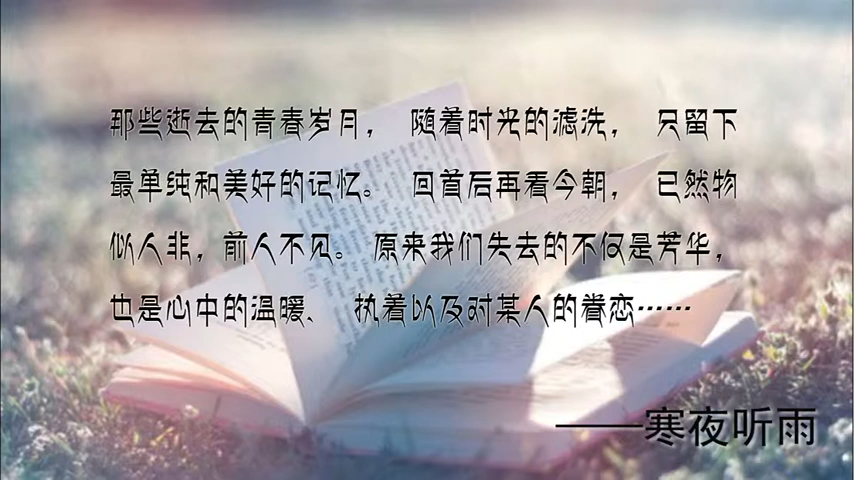 那些逝去的青春岁月， 随着时光的滤洗， 只留下
最单纯和美好的记忆。 回首后再看今朝， 已然物
似人非，前人不见。 原来我们失去的不仅是芳华，
也是心中的温暖、 执着以及对某人的眷恋……
——寒夜听雨